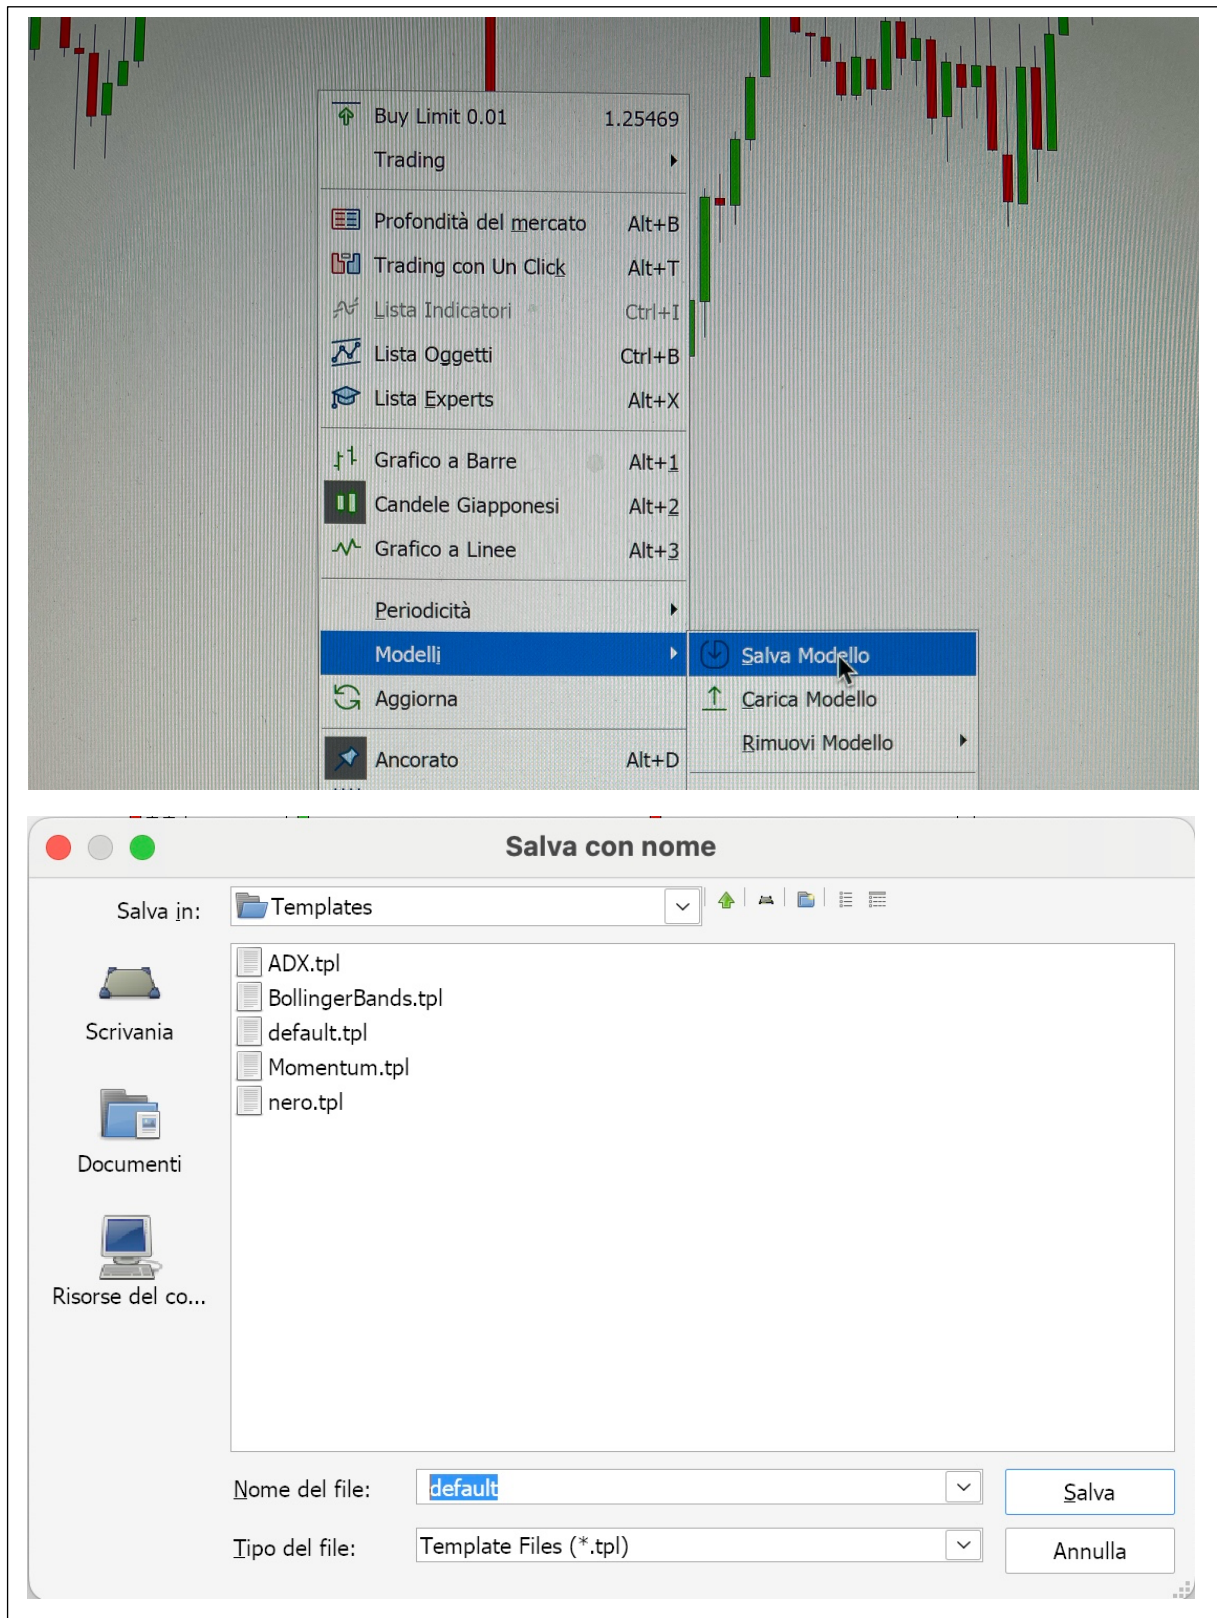 Buy Limit 0.01 1.25469
Trading
Profondità del mercato Alt+B
Trading con Un Click Alt+T
Lista Indicatori Ctrl+I
Lista Oggetti Ctrl+B
Lista Experts Alt+X
Grafico a Barre Alt+1
Candele Giapponesi Alt+2
Grafico a Linee Alt+3
Periodicità
Modelli
Salva Modello
Aggiorna
Carica Modello
Rimuovi Modello
Ancorato Alt+D
Salva con nome
Salva in: Templates
ADX.tpl
BollingerBands.tpl
default.tpl
Momentum.tpl
nero.tpl
Scrivania
Documenti
Risorse del co...
Nome del file: default Salva
Tipo del file: Template Files (*.tpl) Annulla